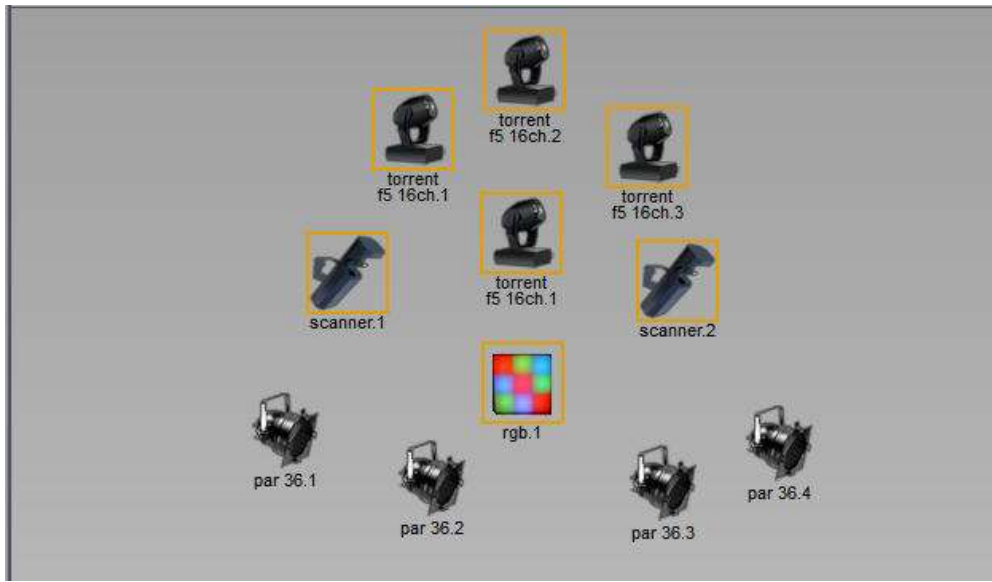 torrent
f5 16ch.2
torrent
f5 16ch.1
torrent
f5 16ch.3
torrent
f5 16ch.1
scanner.1
scanner.2
rgb.1
par 36.1
par 36.2
par 36.3
par 36.4